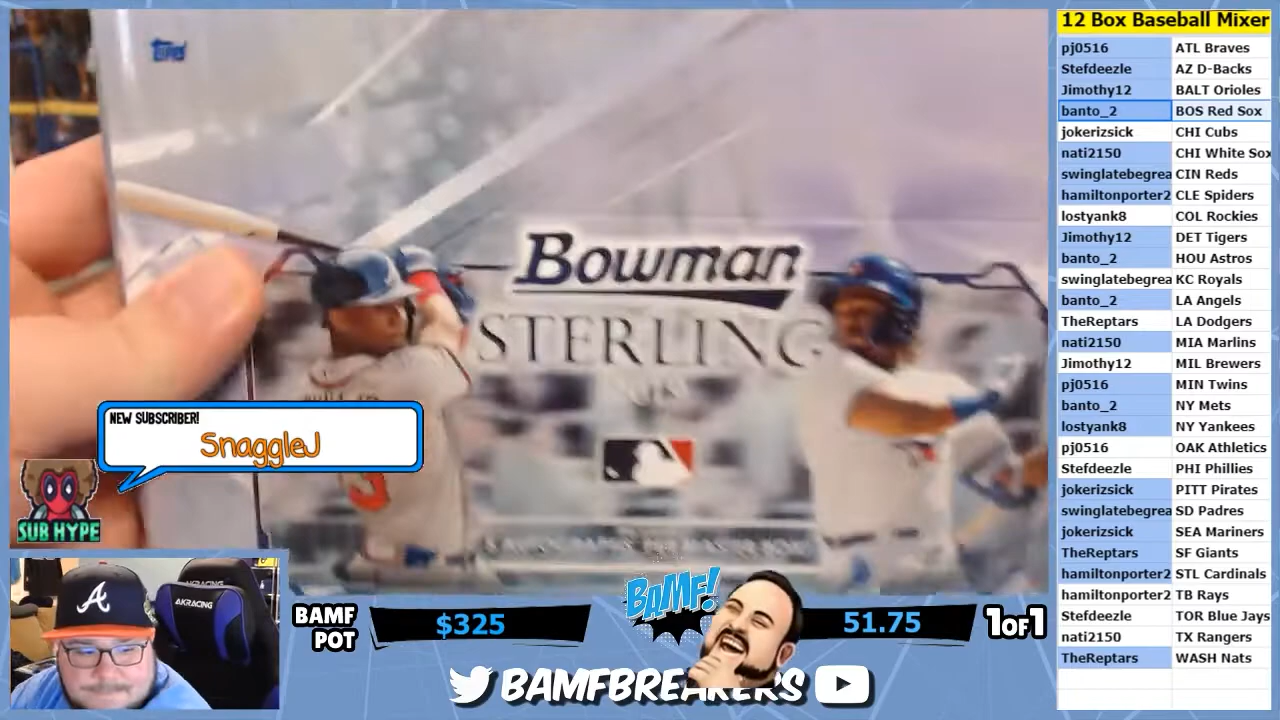 Topps
Bowman
STERLING
3
NEW SUBSCRIBER!
SnaggleJ
SUB HYPE
AKRACING
AKRACING
A
BAMF
POT
$325
BAMF!
51.75
1OF1
BAMFBREAKERS
12 Box Baseball Mixer
pj0516 ATL Braves
Stefdeezle AZ D-Backs
Jimothy12 BALT Orioles
banto_2 BOS Red Sox
jokerizsick CHI Cubs
nati2150 CHI White Sox
swinglatebegrea CIN Reds
hamiltonporter2 CLE Spiders
lostyank8 COL Rockies
Jimothy12 DET Tigers
banto_2 HOU Astros
swinglatebegrea KC Royals
banto_2 LA Angels
TheReptars LA Dodgers
nati2150 MIA Marlins
Jimothy12 MIL Brewers
pj0516 MIN Twins
banto_2 NY Mets
lostyank8 NY Yankees
pj0516 OAK Athletics
Stefdeezle PHI Phillies
jokerizsick PITT Pirates
swinglatebegrea SD Padres
jokerizsick SEA Mariners
TheReptars SF Giants
hamiltonporter2 STL Cardinals
hamiltonporter2 TB Rays
Stefdeezle TOR Blue Jays
nati2150 TX Rangers
TheReptars WASH Nats